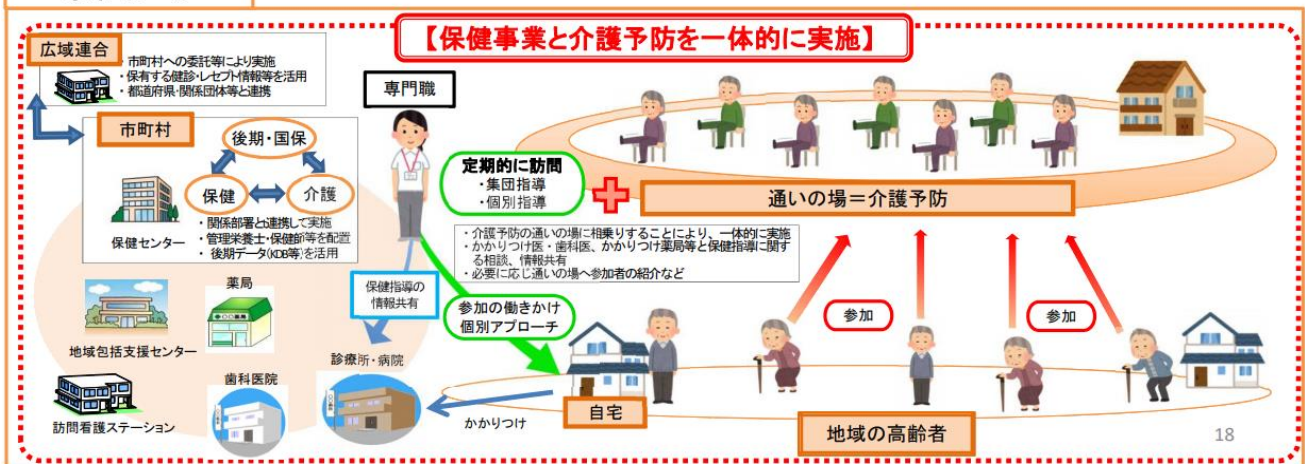 【保健事業と介護予防を一体的に実施】
広域連合
・市町村への委託等により実施
・保有する健診・レセプト情報等を活用
・都道府県・関係団体等と連携
市町村
後期・国保
保健
介護
保健センター
・関係部署と連携して実施
・管理栄養士・保健師等を配置
・後期データ(KDB等)を活用
専門職
定期的に訪問
・集団指導
・個別指導
通いの場＝介護予防
・介護予防の通いの場に相乗りすることにより、一体的に実施
・かかりつけ医・歯科医、かかりつけ薬局等と保健指導に関する
相談、情報共有
・必要に応じ通いの場へ参加者の紹介など
薬局
地域包括支援センター
保健指導の
情報共有
参加の働きかけ
個別アプローチ
参加
参加
診療所・病院
歯科医院
訪問看護ステーション
かかりつけ
自宅
地域の高齢者
18